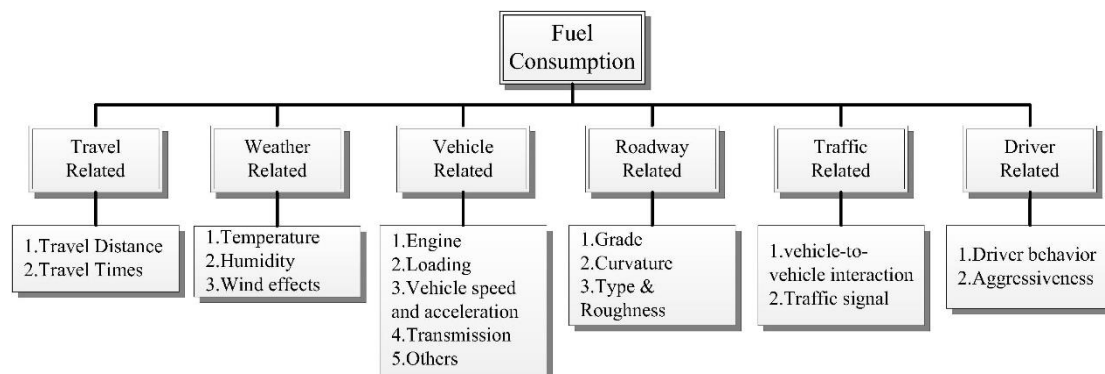 Fuel
Consumption
Travel
Related
Weather
Related
Vehicle
Related
Roadway
Related
Traffic
Related
Driver
Related
1.Travel Distance
2.Travel Times
1.Temperature
2.Humidity
3.Wind effects
1.Engine
2.Loading
3.Vehicle speed
and acceleration
4.Transmission
5.Others
1.Grade
2.Curvature
3.Type &
Roughness
1.vehicle-to-
vehicle interaction
2.Traffic signal
1.Driver behavior
2.Aggressiveness